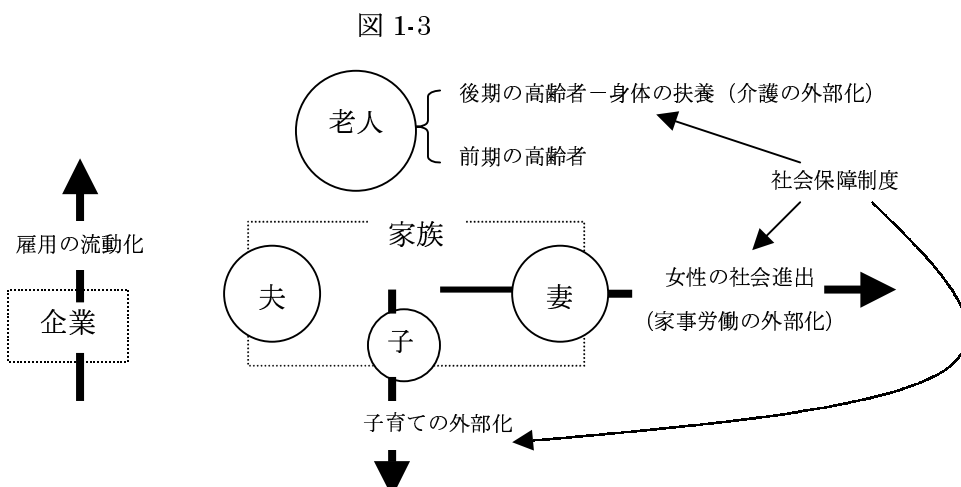 図 1-3
老人
後期の高齢者－身体の扶養（介護の外部化）
前期の高齢者
社会保障制度
雇用の流動化
家族
夫
妻
女性の社会進出
（家事労働の外部化）
企業
子
子育ての外部化